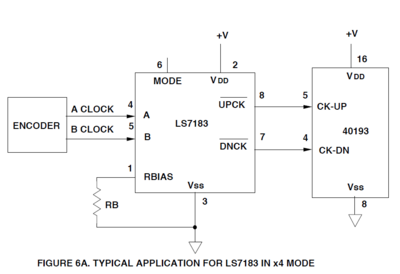 +V
+V
6
2
16
MODE
VDD
VDD
A CLOCK
4
A
UPCK
8
5
CK-UP
ENCODER
LS7183
B CLOCK
5
B
40193
DNCK
7
4
CK-DN
1
RBIAS
Vss
Vss
RB
3
8
FIGURE 6A. TYPICAL APPLICATION FOR LS7183 IN x4 MODE